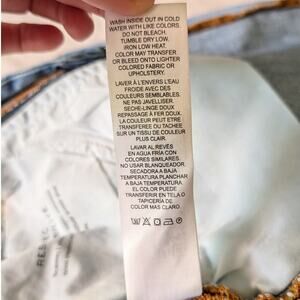 WASH INSIDE OUT IN COLD
WATER WITH LIKE COLORS.
DO NOT BLEACH.
TUMBLE DRY LOW.
IRON LOW HEAT.
COLOR MAY TRANSFER
OR BLEED ONTO LIGHTER
COLORED FABRIC OR
UPHOLSTERY.
LAVER À L'ENVERS L'EAU
FROIDE AVEC DES
COULEURS SEMBLABLES.
NE PAS JAVELLISER.
SÈCHE-LINGE DOUX
REPASSAGE À FER DOUX.
LA COULEUR PEUT ÊTRE
TRANSFÉRÉE OU TACHÉE
SUR UN TISSU DE COULEUR
PLUS CLAIR.
LAVAR AL REVÉS
EN AGUA FRÍA CON
COLORES SIMILARES.
NO USAR BLANQUEADOR.
SECADORA A BAJA
TEMPERATURA PLANCHAR
A BAJA TEMPERATURA.
EL COLOR PUEDE
TRANSFERIR EN TELA O
TAPICERÍA DE
COLOR MAS CLARO.